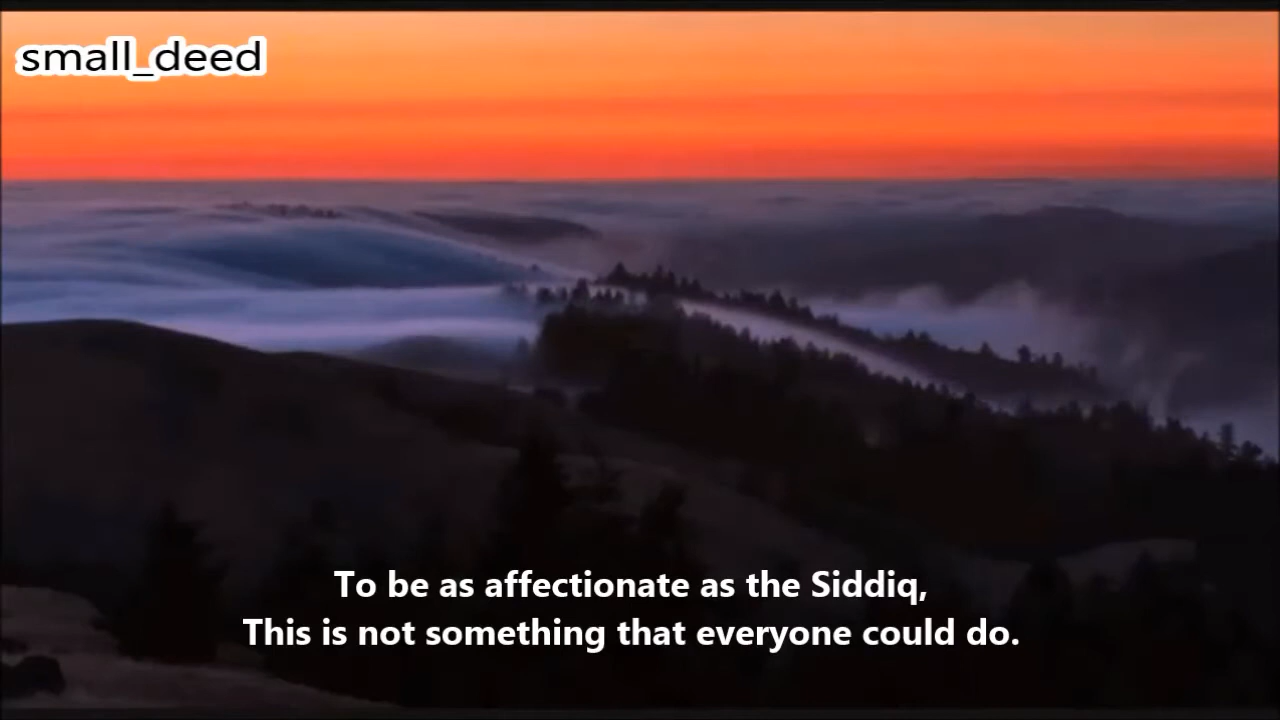 small_deed
To be as affectionate as the Siddiq,
This is not something that everyone could do.